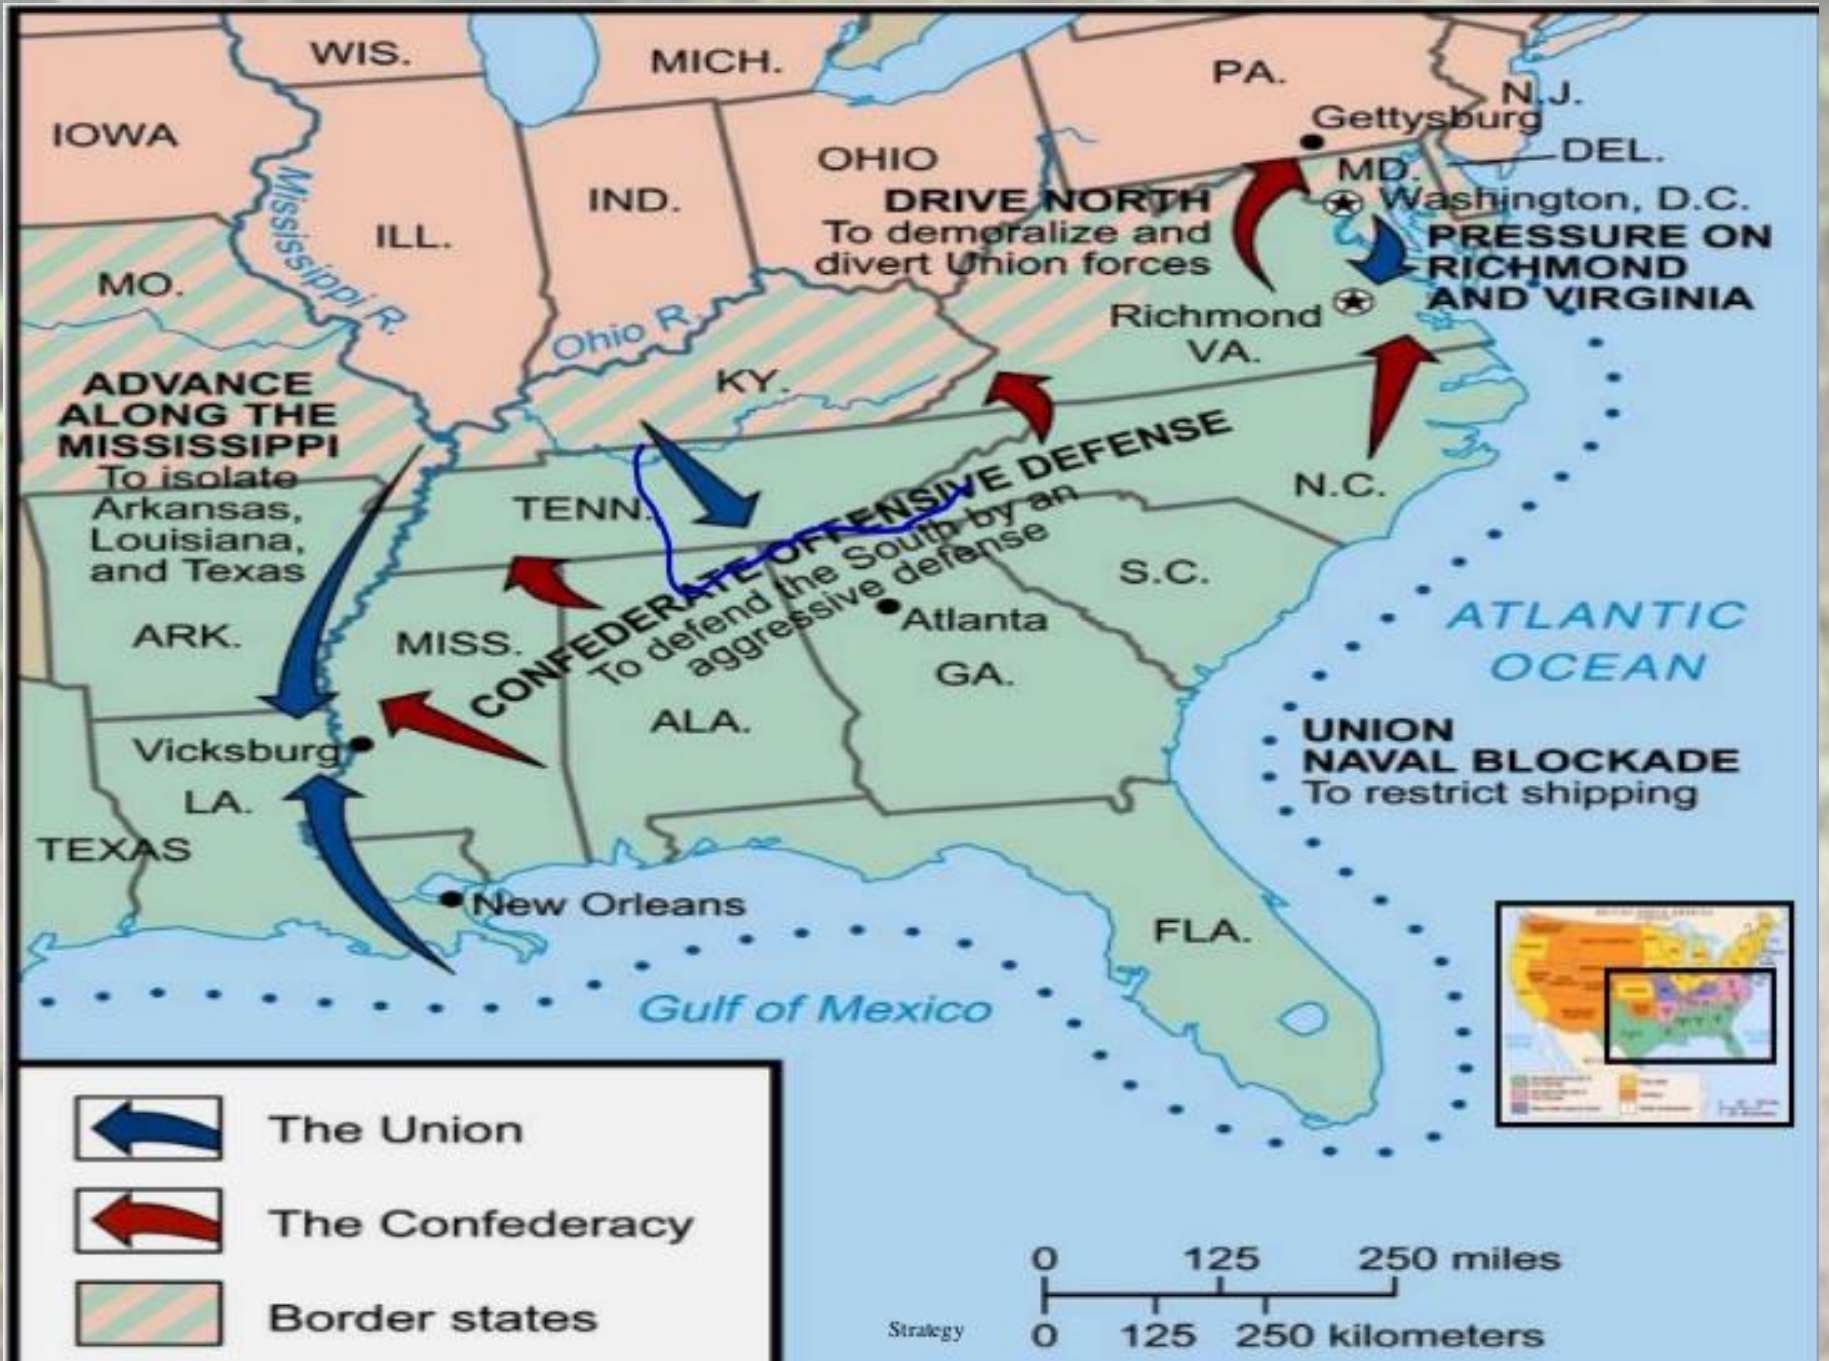 WIS.
MICH.
PA.
N.J.
IOWA
Gettysburg
OHIO
DEL.
MD.
IND.
DRIVE NORTH
To demoralize and
divert Union forces
Washington, D.C.
ILL.
PRESSURE ON
RICHMOND
AND VIRGINIA
MO.
Mississippi R.
Ohio R.
Richmond
VA.
KY.
ADVANCE
ALONG THE
MISSISSIPPI
To isolate
Arkansas,
Louisiana,
and Texas
TENN.
CONFEDERATE OFFENSIVE DEFENSE
To defend the South by an
aggressive defense
N.C.
S.C.
ARK.
MISS.
Atlanta
GA.
ALA.
ATLANTIC
OCEAN
Vicksburg
LA.
UNION
NAVAL BLOCKADE
To restrict shipping
TEXAS
New Orleans
FLA.
Gulf of Mexico
The Union
The Confederacy
Border states
Strategy
0 125 250 miles
0 125 250 kilometers